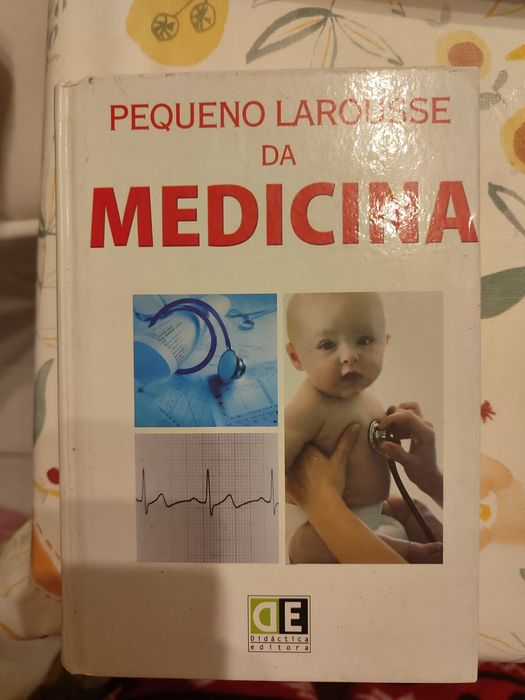 PEQUENO LAROUSSE
DA
MEDICINA
DE
Didáctica
editora